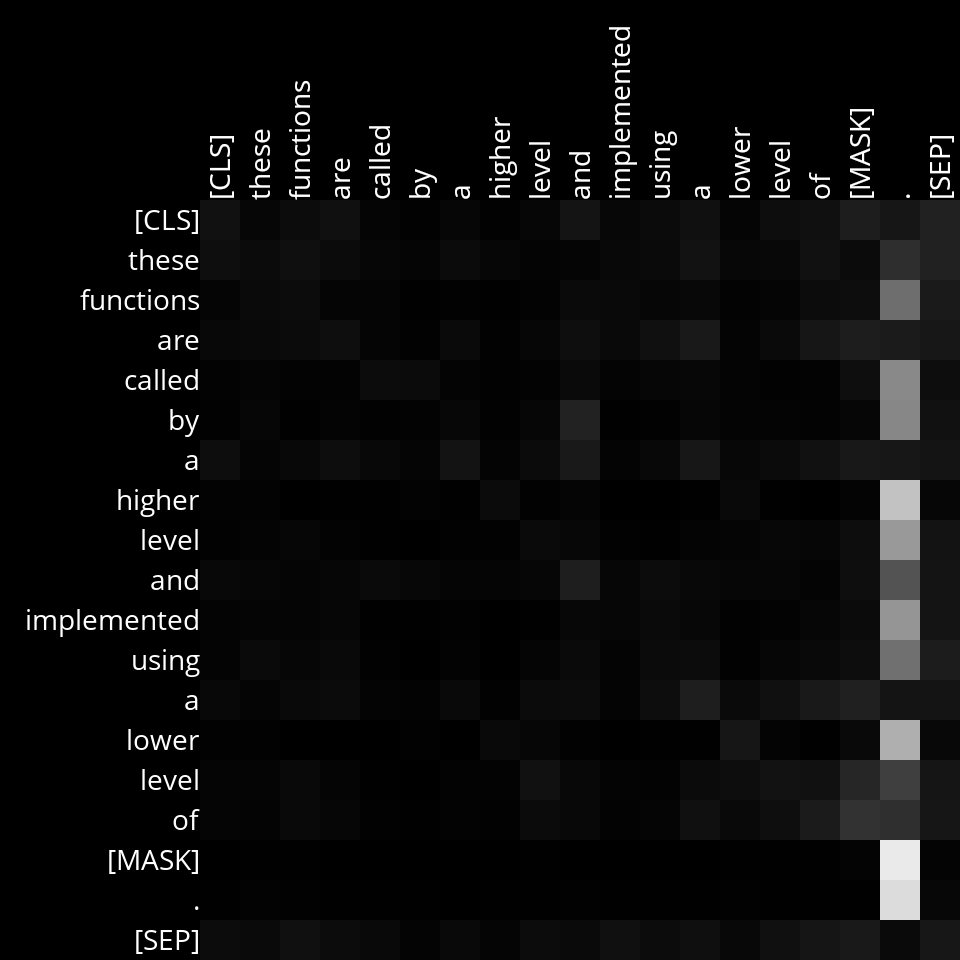 [CLS]
these
functions
are
called
by
a
higher
level
and
implemented
using
a
lower
level
of
[MASK]
.
[SEP]
[CLS]
these
functions
are
called
by
a
higher
level
and
implemented
using
a
lower
level
of
[MASK]
.
[SEP]